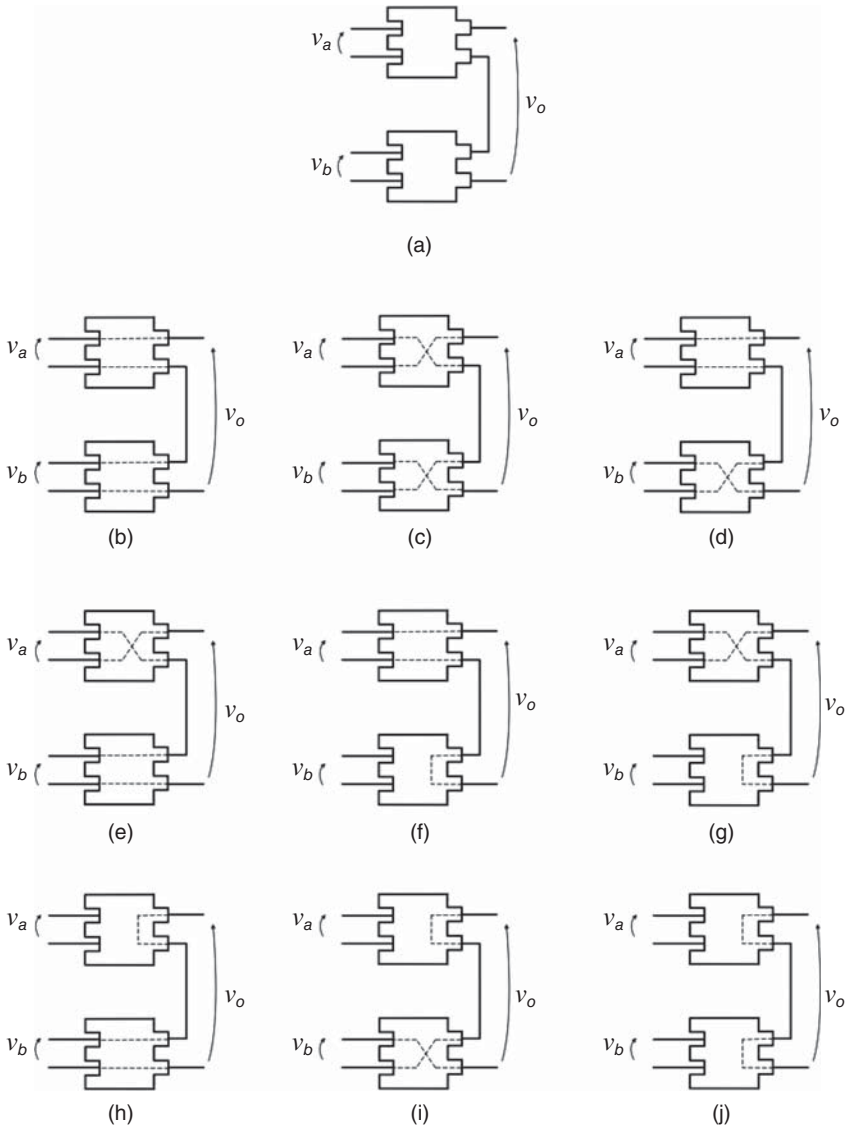 v_a
v_o
v_b
(a)
v_a v_a v_a
v_o v_o v_o
v_b v_b v_b
(b) (c) (d)
v_a v_a v_a
v_o v_o v_o
v_b v_b v_b
(e) (f) (g)
v_a v_a v_a
v_o v_o v_o
v_b v_b v_b
(h) (i) (j)